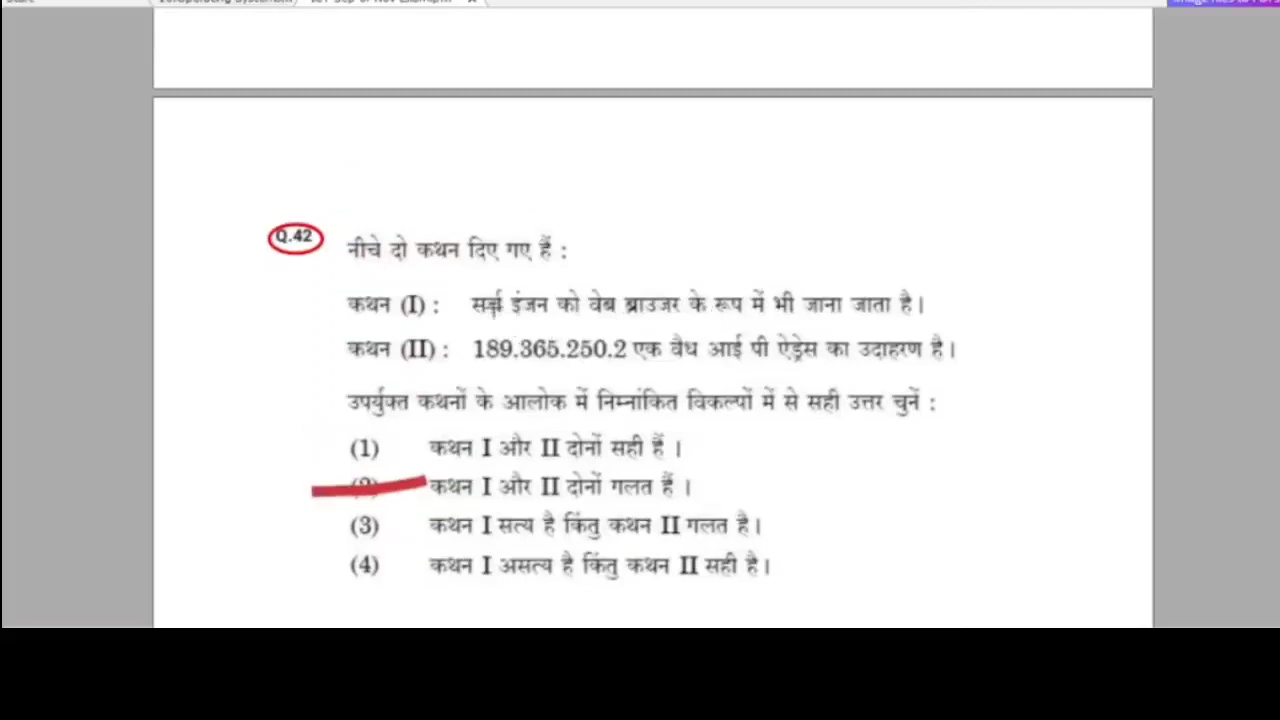 Q.42
नीचे दो कथन दिए गए हैं :
कथन (I) : सर्च इंजन को वेब ब्राउजर के रूप में भी जाना जाता है।
कथन (II) : 189.365.250.2 एक वैध आई पी ऐड्रेस का उदाहरण है।
उपर्युक्त कथनों के आलोक में निम्नांकित विकल्पों में से सही उत्तर चुनें :
(1) कथन I और II दोनों सही हैं ।
कथन I और II दोनों गलत हैं ।
(3) कथन I सत्य है किंतु कथन II गलत है।
(4) कथन I असत्य है किंतु कथन II सही है।